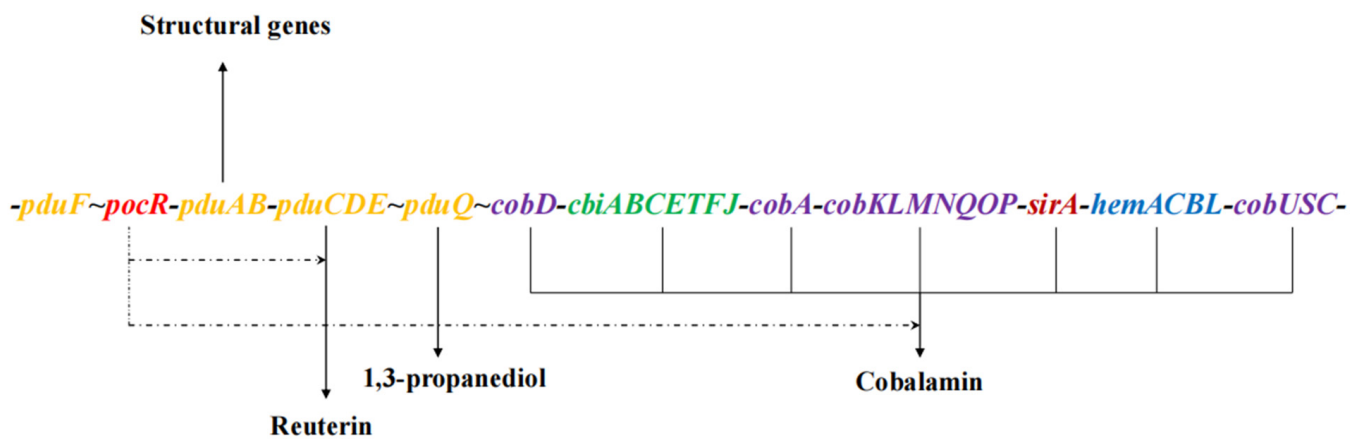 Structural genes
-pduF~pocR-pduAB-pduCDE~pduQ~cobD-cbiABCETFJ-cobA-cobKLMNQOP-sirA-hemACBL-cobUSC-
1,3-propanediol
Cobalamin
Reuterin